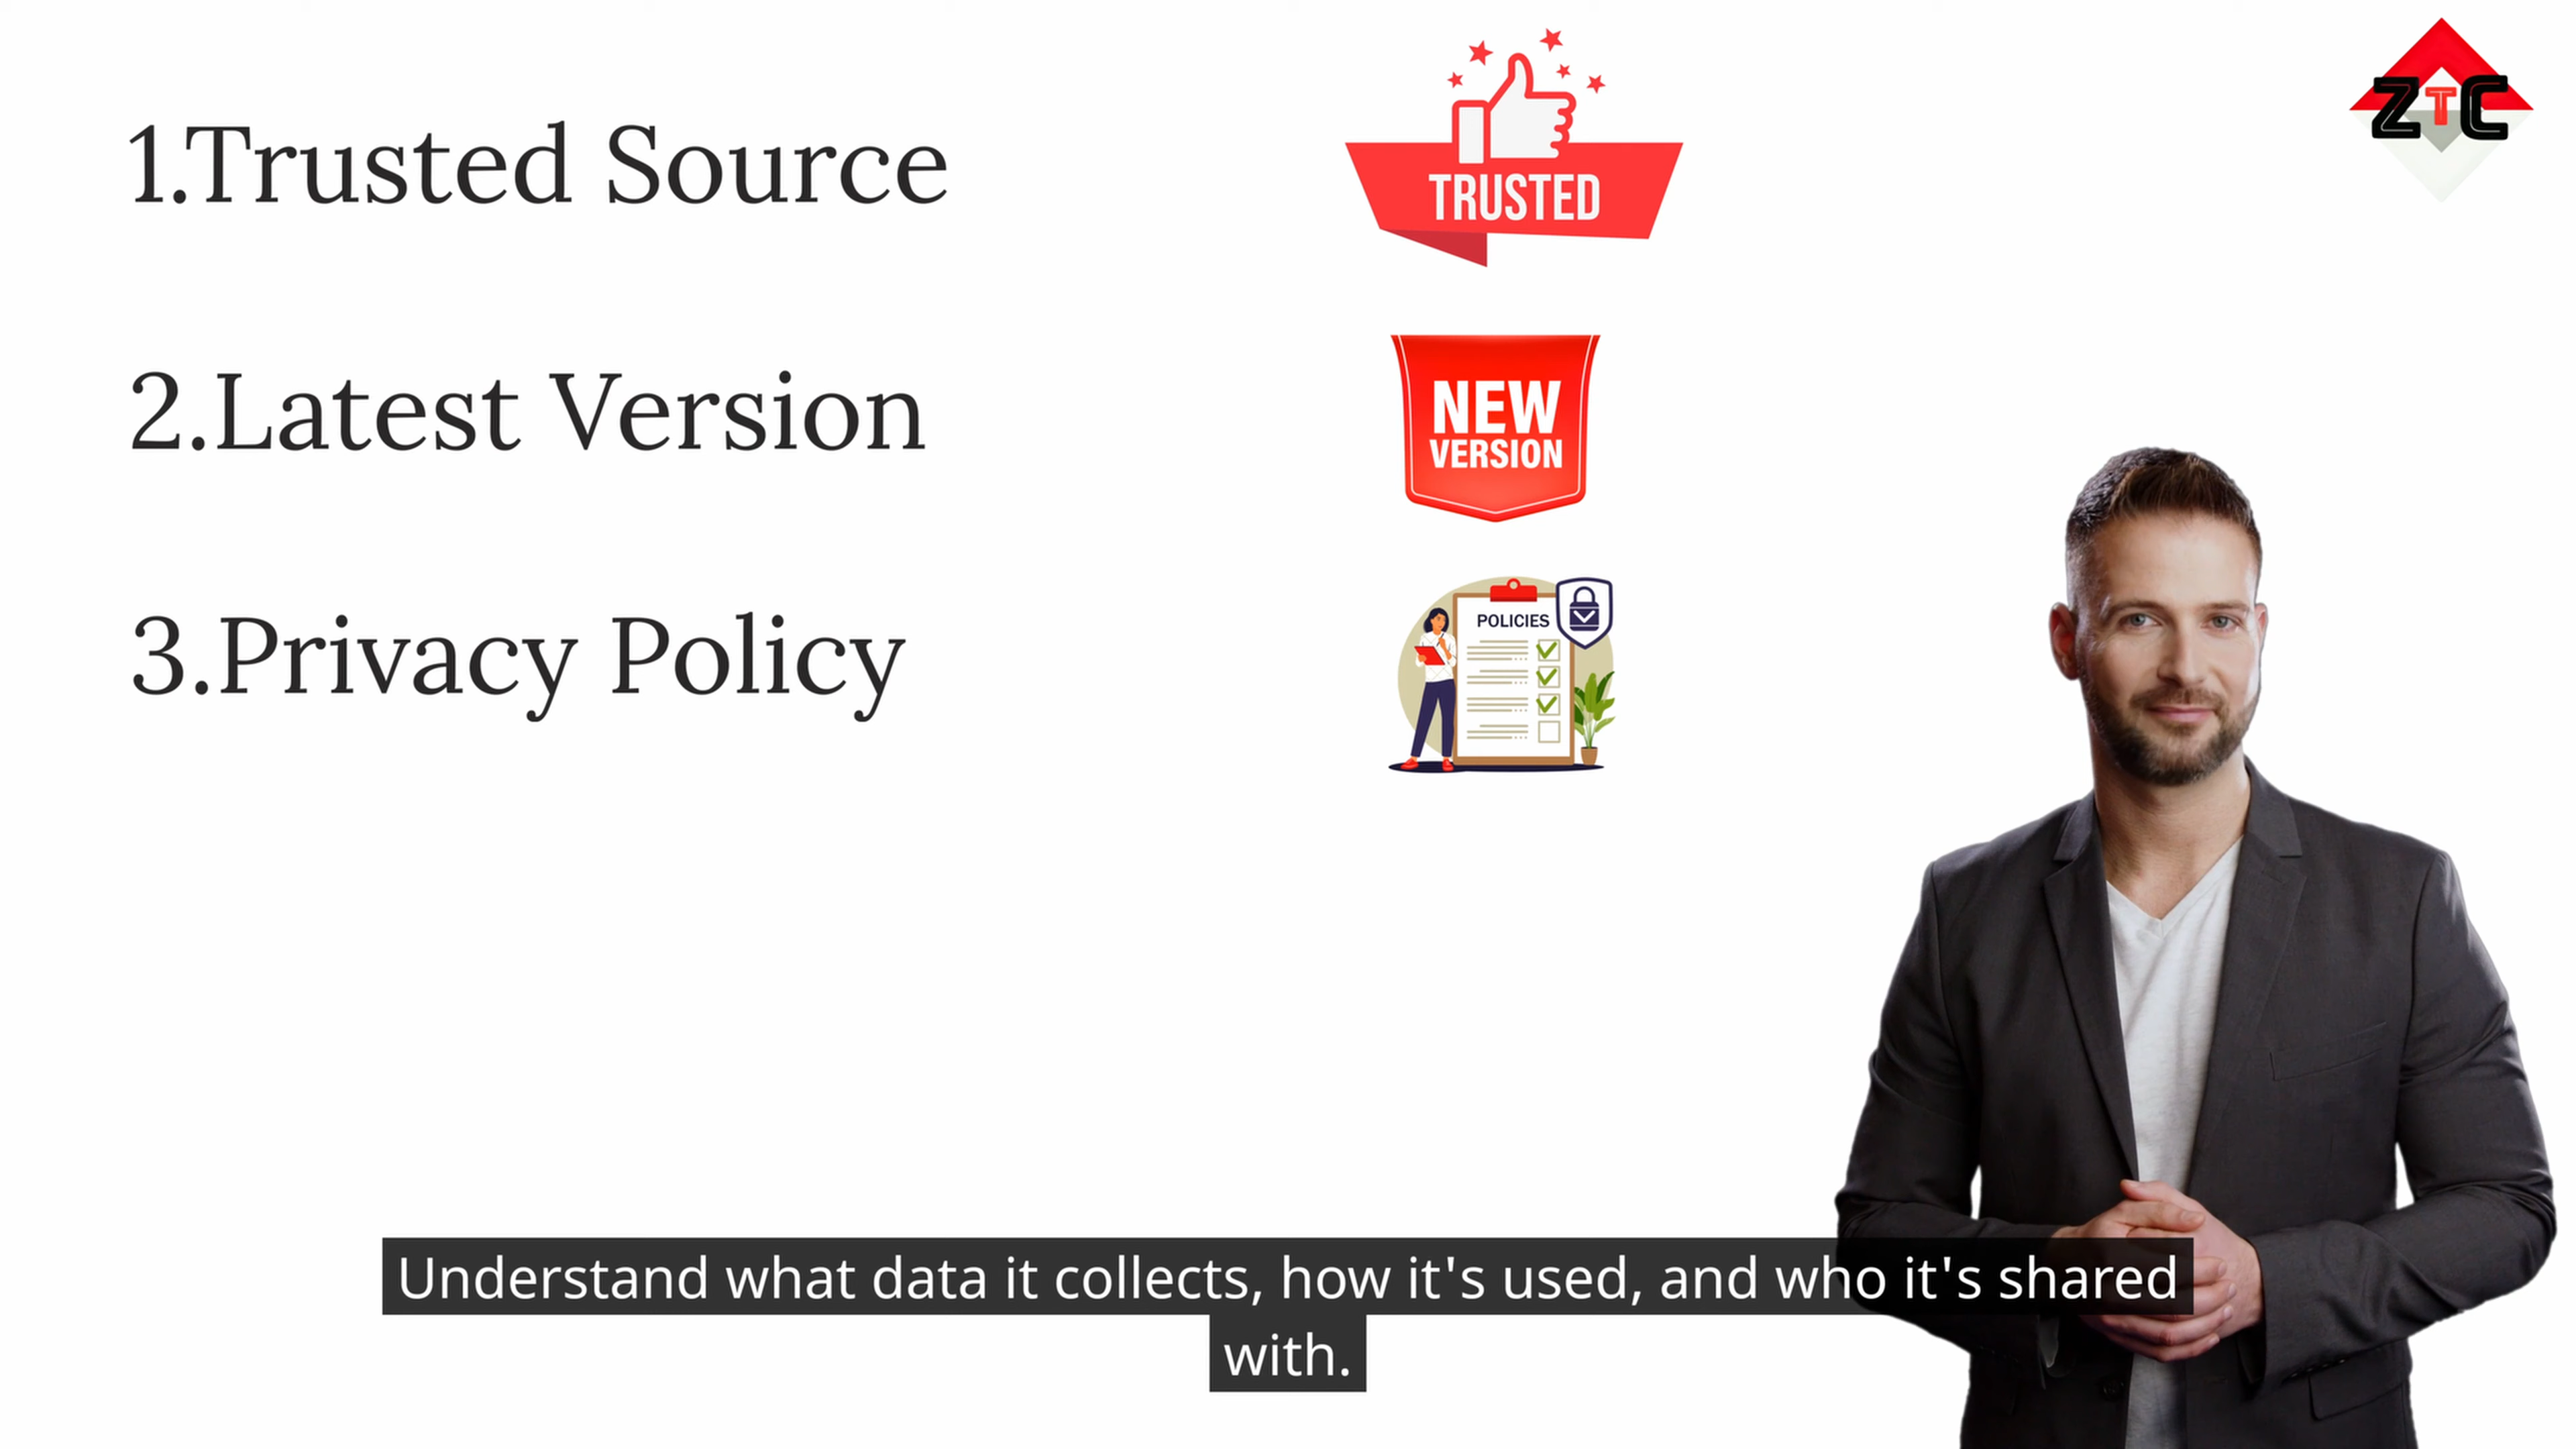 1.Trusted Source
TRUSTED
ZTC
2.Latest Version
NEW
VERSION
3.Privacy Policy
POLICIES
Understand what data it collects, how it's used, and who it's shared
with.